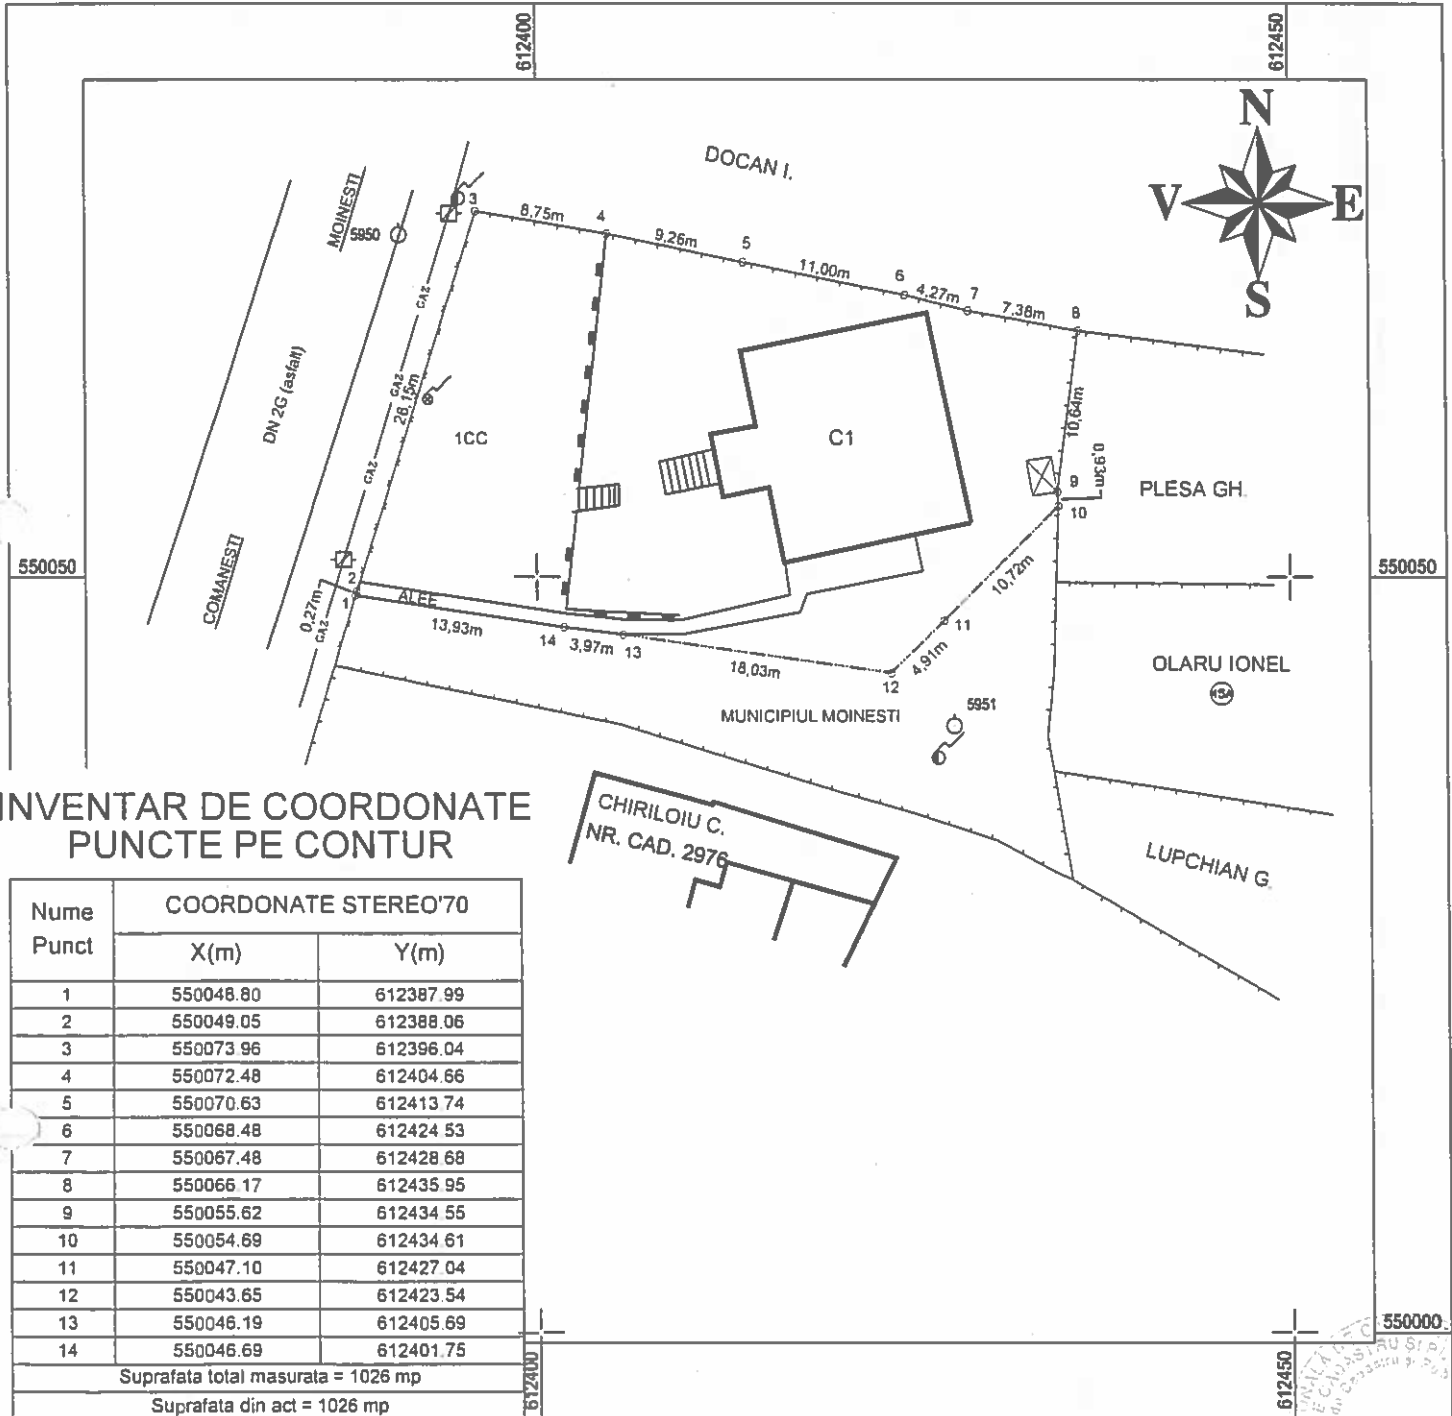 612400
612450
N
V
E
S
DOCAN I.
MOINESTI
5950
3
8,75m
4
9,26m
5
11,00m
6
4,27m
7
7,38m
8
GAZ
DN 2G (asfalt)
GAZ
28,15m
1CC
C1
10,64m
0,93m
GAZ
9
10
PLESA GH.
550050
550050
COMANESTI
2
1
ALEE
0,27m
GAZ
13,93m
14
3,97m
13
18,03m
10,72m
11
4,91m
12
OLARU IONEL
15A
MUNICIPIUL MOINESTI
5951
CHIRILOIU C.
NR. CAD. 2976
LUPCHIAN G.
INVENTAR DE COORDONATE
PUNCTE PE CONTUR
Nume Punct COORDONATE STEREO'70
X(m) Y(m)
1 550048.80 612387.99
2 550049.05 612388.06
3 550073.96 612396.04
4 550072.48 612404.66
5 550070.63 612413.74
6 550068.48 612424.53
7 550067.48 612428.68
8 550066.17 612435.95
9 550055.62 612434.55
10 550054.69 612434.61
11 550047.10 612427.04
12 550043.65 612423.54
13 550046.19 612405.69
14 550046.69 612401.75
Suprafata total masurata = 1026 mp
Suprafata din act = 1026 mp
550000
612400
612450